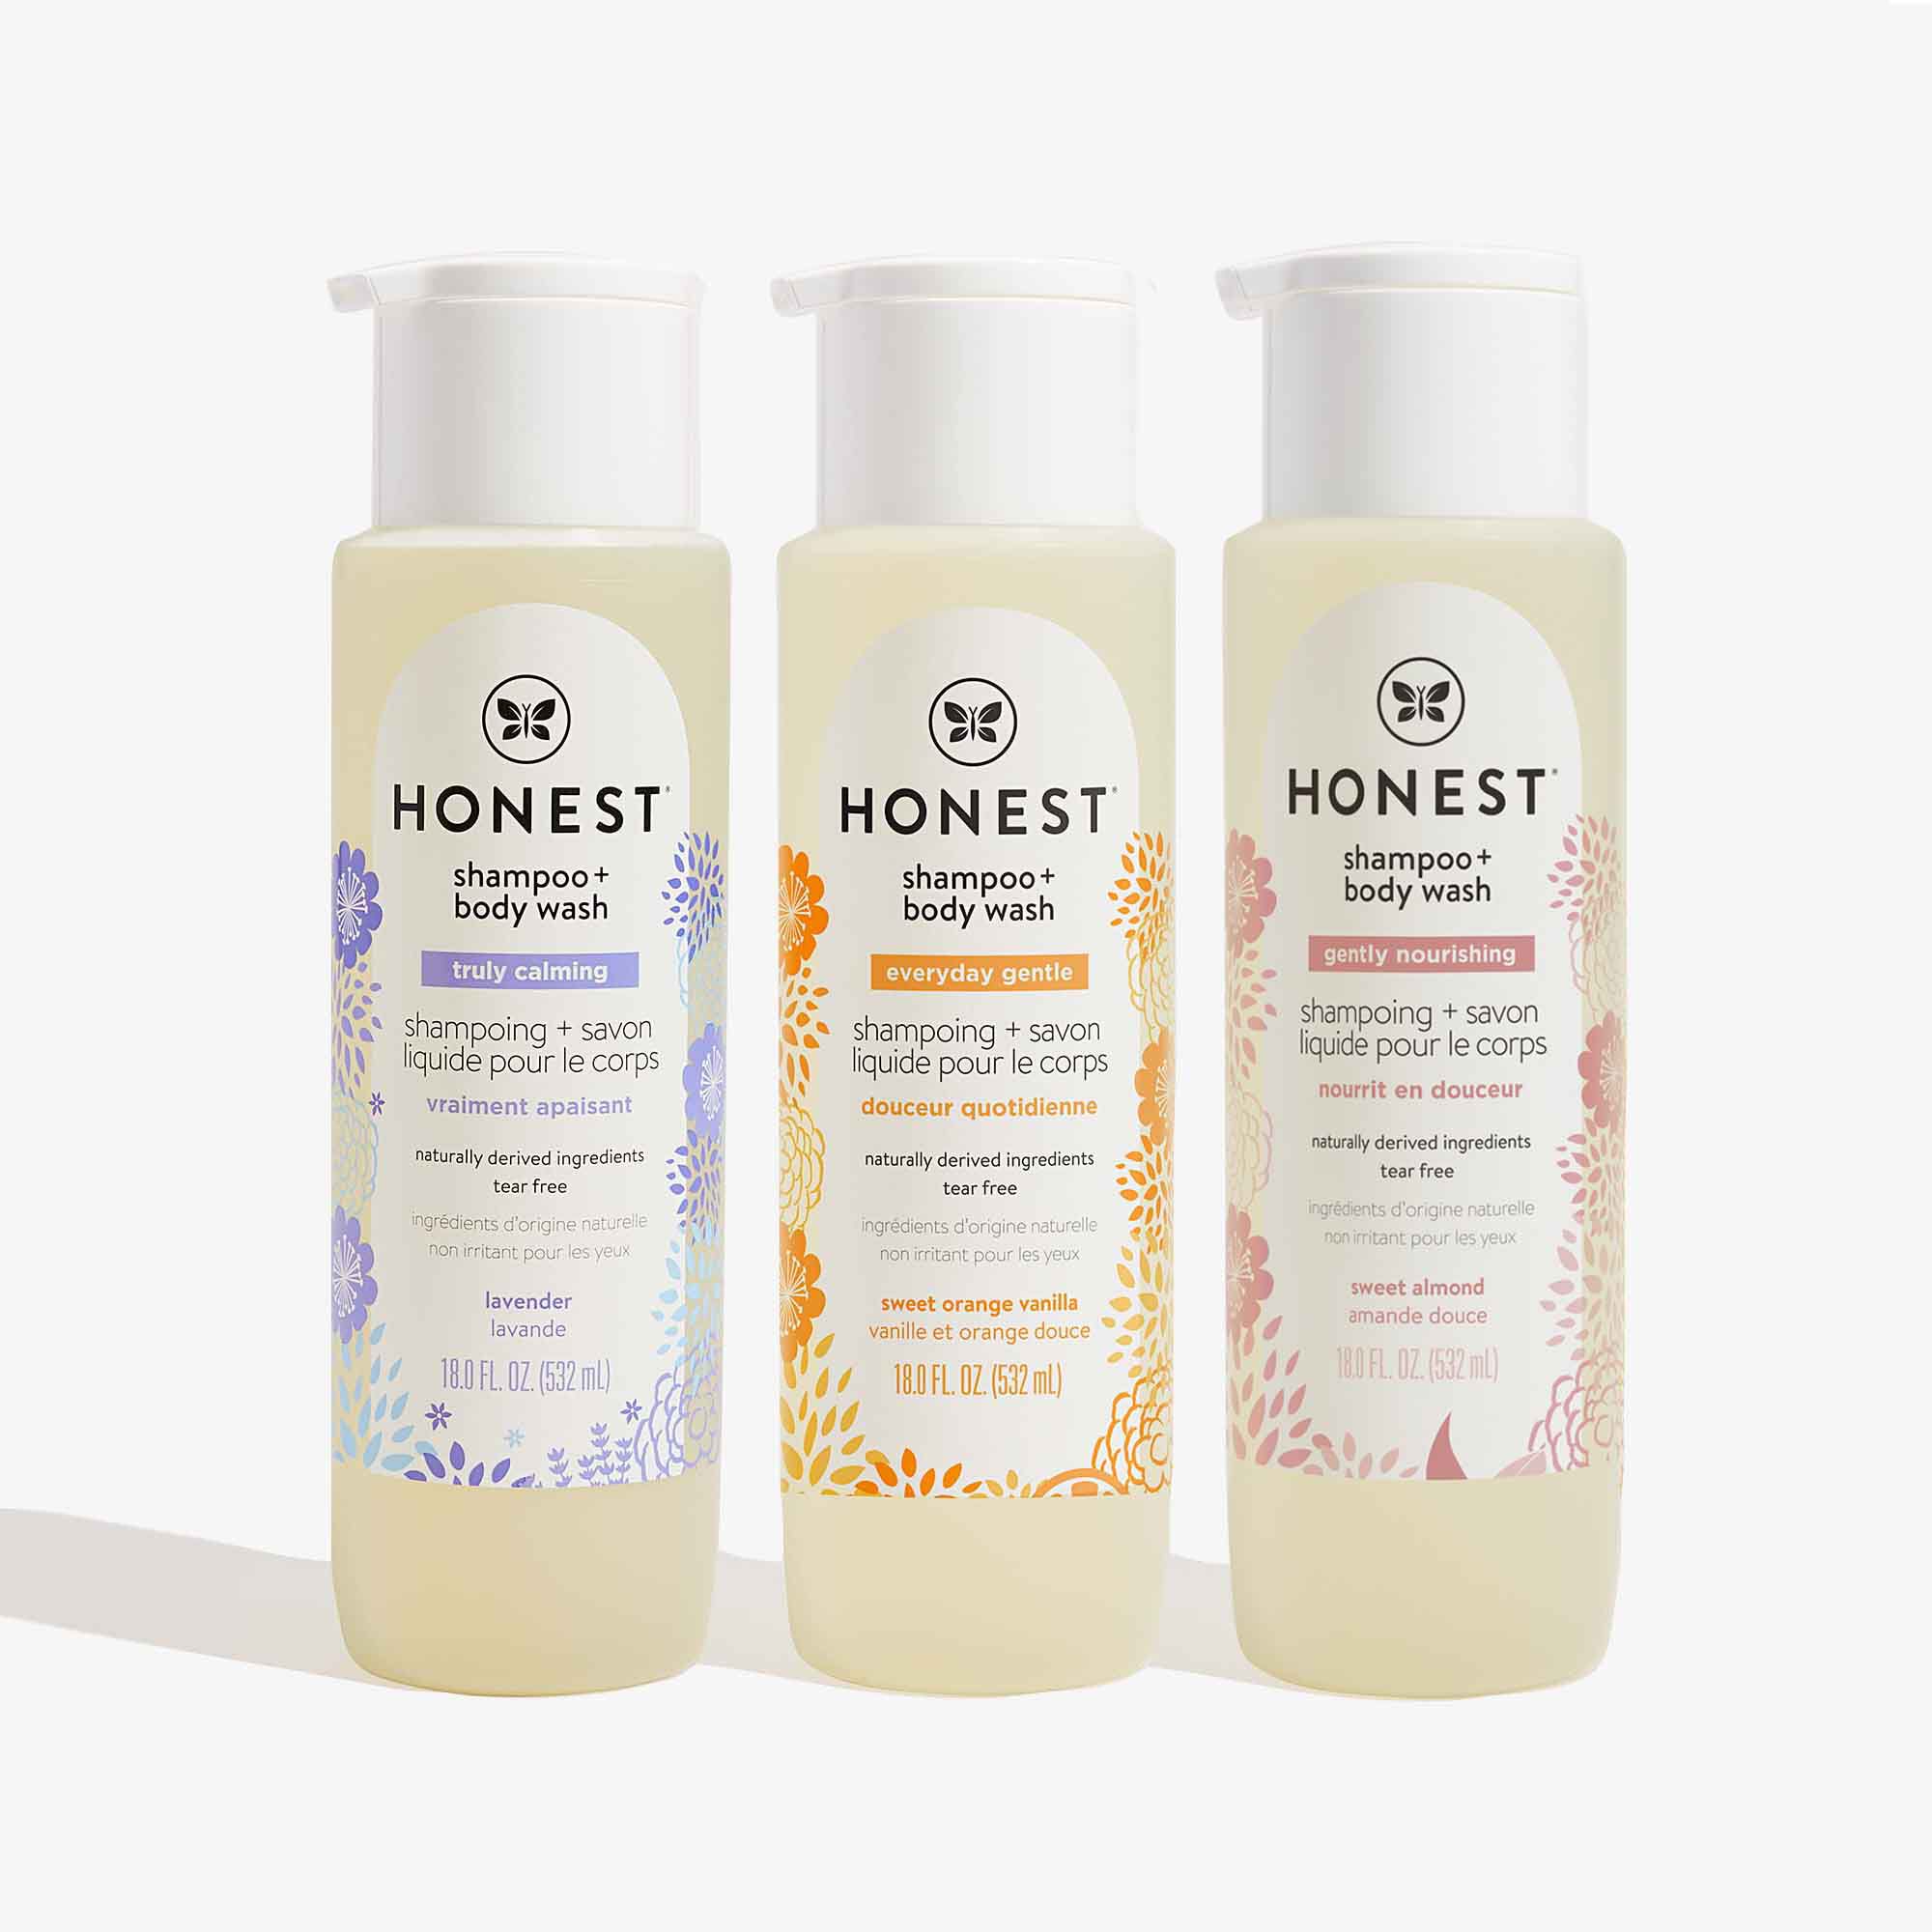 HONEST
shampoo+
body wash
truly calming
shampoing + savon
liquide pour le corps
vraiment apaisant
naturally derived ingredients
tear free
ingrédients d'origine naturelle
non irritant pour les yeux
lavender
lavande
18.0 FL. OZ. (532 mL)
HONEST
shampoo+
body wash
everyday gentle
shampoing + savon
liquide pour le corps
douceur quotidienne
naturally derived ingredients
tear free
ingrédients d'origine naturelle
non irritant pour les yeux
sweet orange vanilla
vanille et orange douce
18.0 FL. OZ. (532 mL)
HONEST
shampoo+
body wash
gently nourishing
shampoing + savon
liquide pour le corps
nourrit en douceur
naturally derived ingredients
tear free
ingrédients d'origine naturelle
non irritant pour les yeux
sweet almond
amande douce
18.0 FL. OZ. (532 mL)